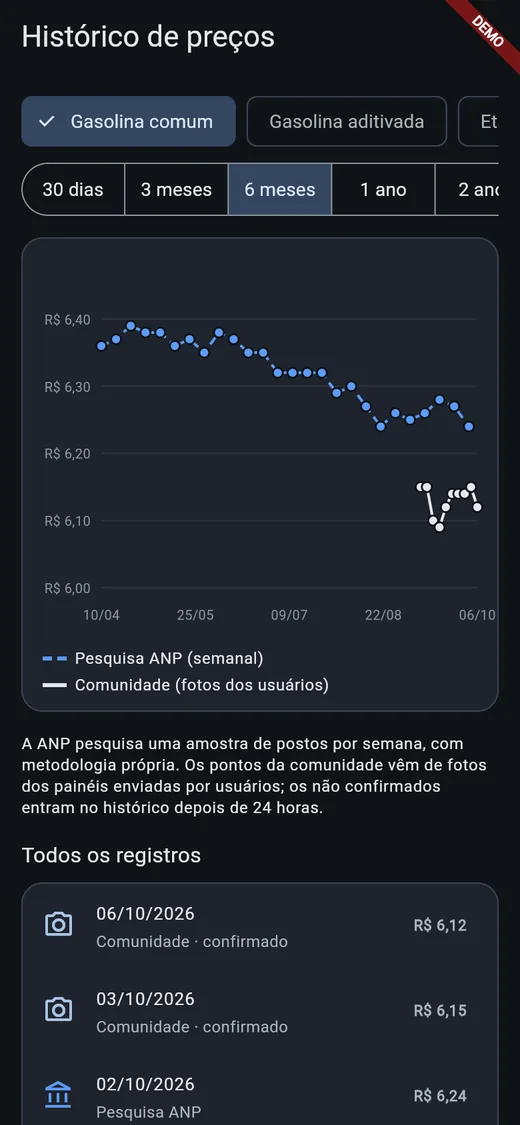 DEMO
Histórico de preços
Gasolina comum
Gasolina aditivada
Et
30 dias
3 meses
6 meses
1 ano
2 ano
R$ 6,40
R$ 6,30
R$ 6,20
R$ 6,10
R$ 6,00
10/04
25/05
09/07
22/08
06/10
Pesquisa ANP (semanal)
Comunidade (fotos dos usuários)
A ANP pesquisa uma amostra de postos por semana, com
metodologia própria. Os pontos da comunidade vêm de fotos
dos painéis enviadas por usuários; os não confirmados
entram no histórico depois de 24 horas.
Todos os registros
06/10/2026
Comunidade · confirmado
R$ 6,12
03/10/2026
Comunidade · confirmado
R$ 6,15
02/10/2026
Pesquisa ANP
R$ 6,24